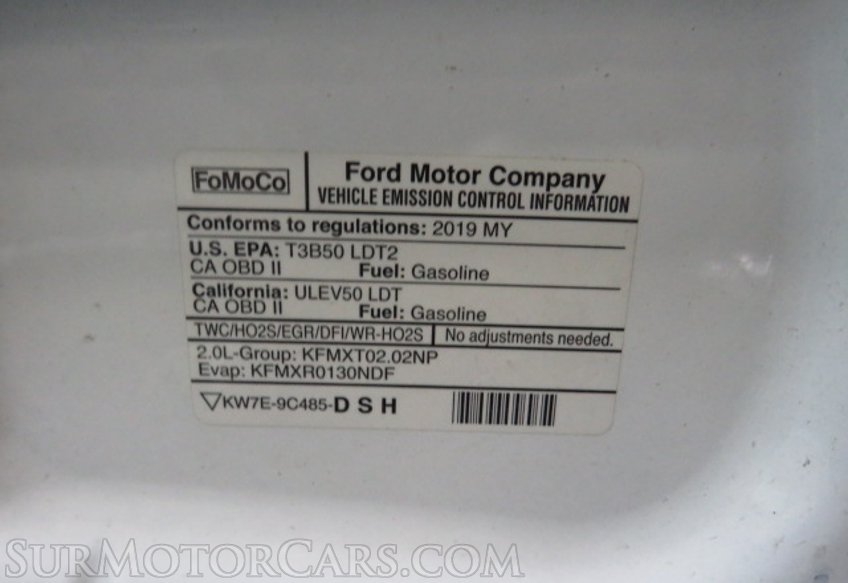 FoMoCo
Ford Motor Company
VEHICLE EMISSION CONTROL INFORMATION
Conforms to regulations: 2019 MY
U.S. EPA: T3B50 LDT2
CA OBD II Fuel: Gasoline
California: ULEV50 LDT
CA OBD II Fuel: Gasoline
TWC/HO2S/EGR/DFI/WR-HO2S No adjustments needed.
2.0L-Group: KFMXT02.02NP
Evap: KFMXR0130NDF
KW7E-9C485-D S H
SurMotorCars.com